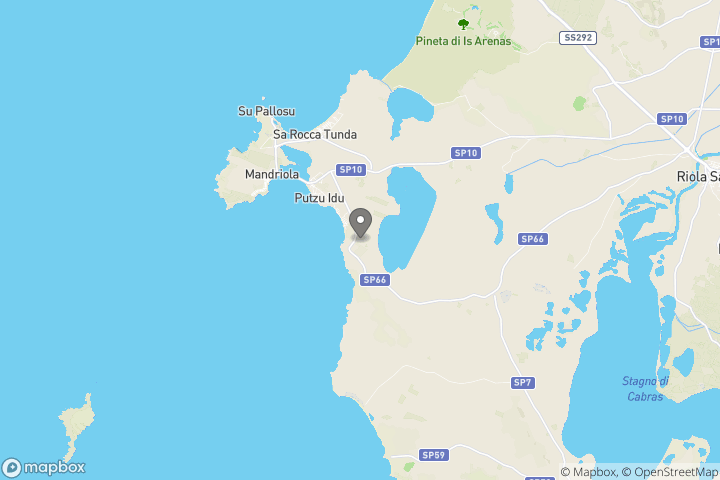 Pineta di Is Arenas
SS292
SP1
Su Pallosu
SP10
Sa Rocca Tunda
SP10
SP10
Mandriola
Riola Sa
Putzu Idu
SP66
SP66
Stagno di
Cabras
SP7
SP59
mapbox
© Mapbox, © OpenStreetMap